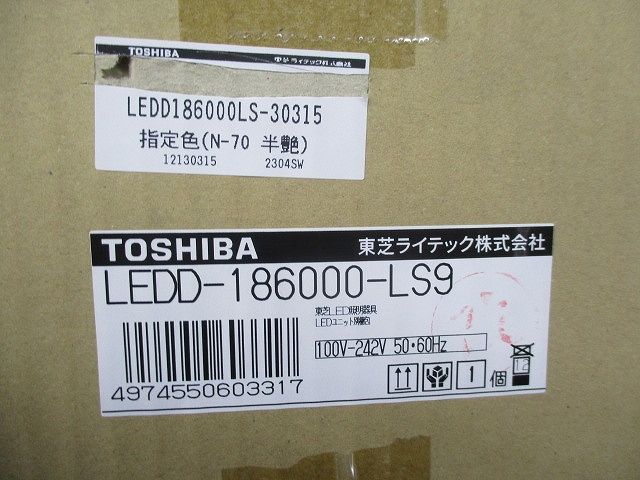 TOSHIBA 東芝ライテック株式会社
LEDD186000LS-30315
指定色(N-70 半艶)
12130315 2304SW
TOSHIBA 東芝ライテック株式会社
LEDD-186000-LS9
東芝LED照明器具
LEDユニット別梱包
100V-242V 50・60Hz
4974550603317
1 個